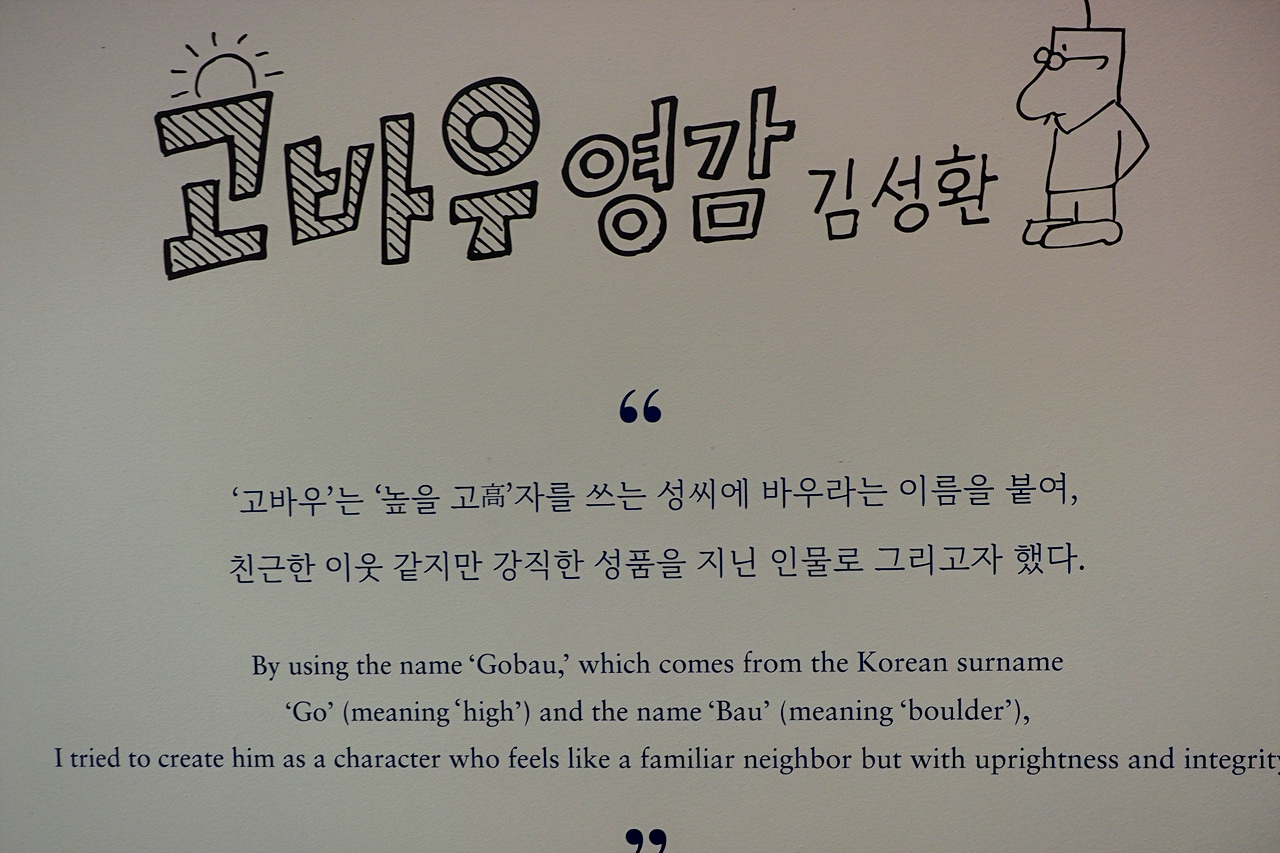 고바우 영감 김성환
“
‘고바우’는 ‘높을 고高’자를 쓰는 성씨에 바우라는 이름을 붙여,
친근한 이웃 같지만 강직한 성품을 지닌 인물로 그리고자 했다.
By using the name ‘Gobau,’ which comes from the Korean surname
‘Go’ (meaning ‘high’) and the name ‘Bau’ (meaning ‘boulder’),
I tried to create him as a character who feels like a familiar neighbor but with uprightness and integrity
”